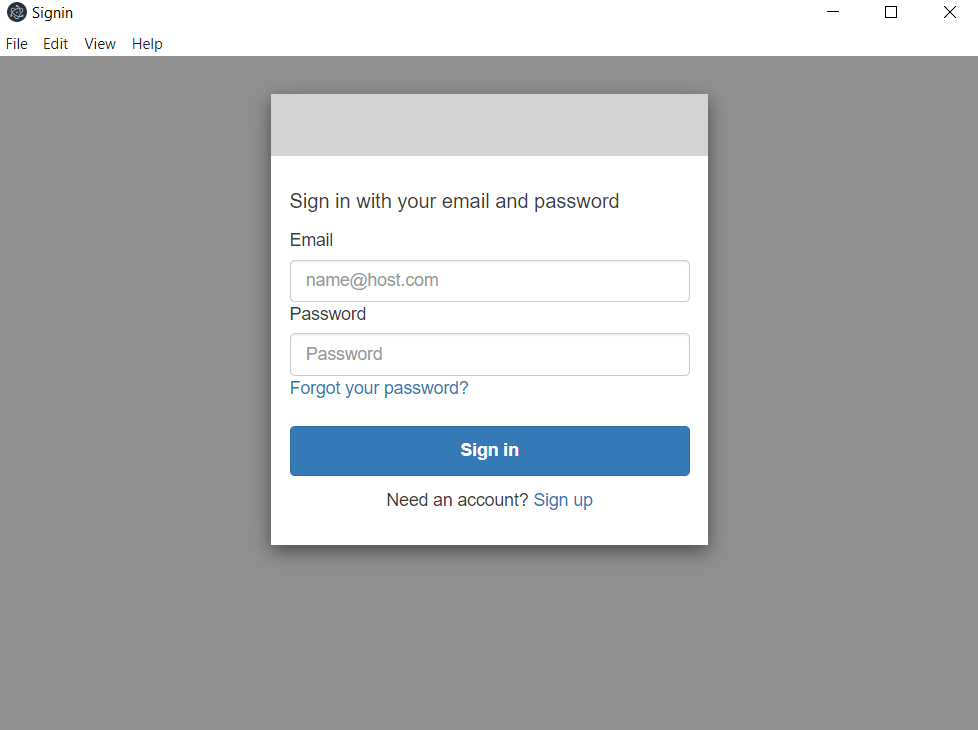 Signin
File Edit View Help
Sign in with your email and password
Email
name@host.com
Password
Password
Forgot your password?
Sign in
Need an account? Sign up